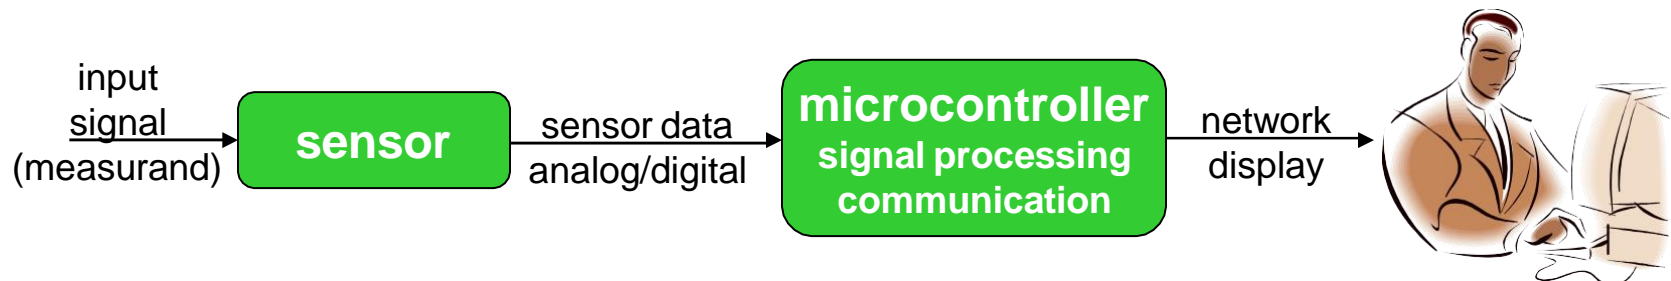 input
signal
(measurand)
sensor
sensor data
analog/digital
microcontroller
signal processing
communication
network
display